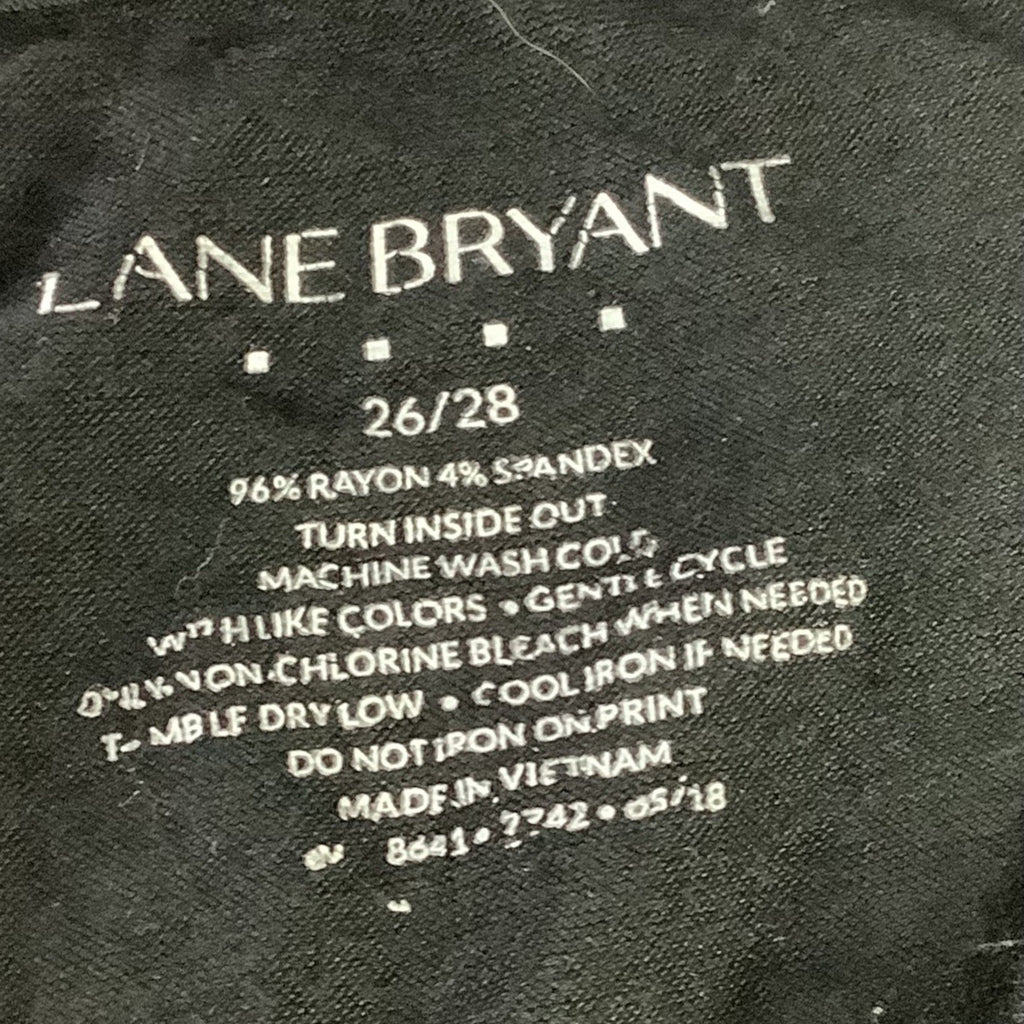 LANE BRYANT
26/28
96% RAYON 4% SPANDEX
TURN INSIDE OUT
MACHINE WASH COLD
WITH LIKE COLORS • GENTLE CYCLE
ONLY NON-CHLORINE BLEACH WHEN NEEDED
TUMBLE DRY LOW • COOL IRON IF NEEDED
DO NOT IRON ON PRINT
MADE IN VIETNAM
8641 • • 05/18